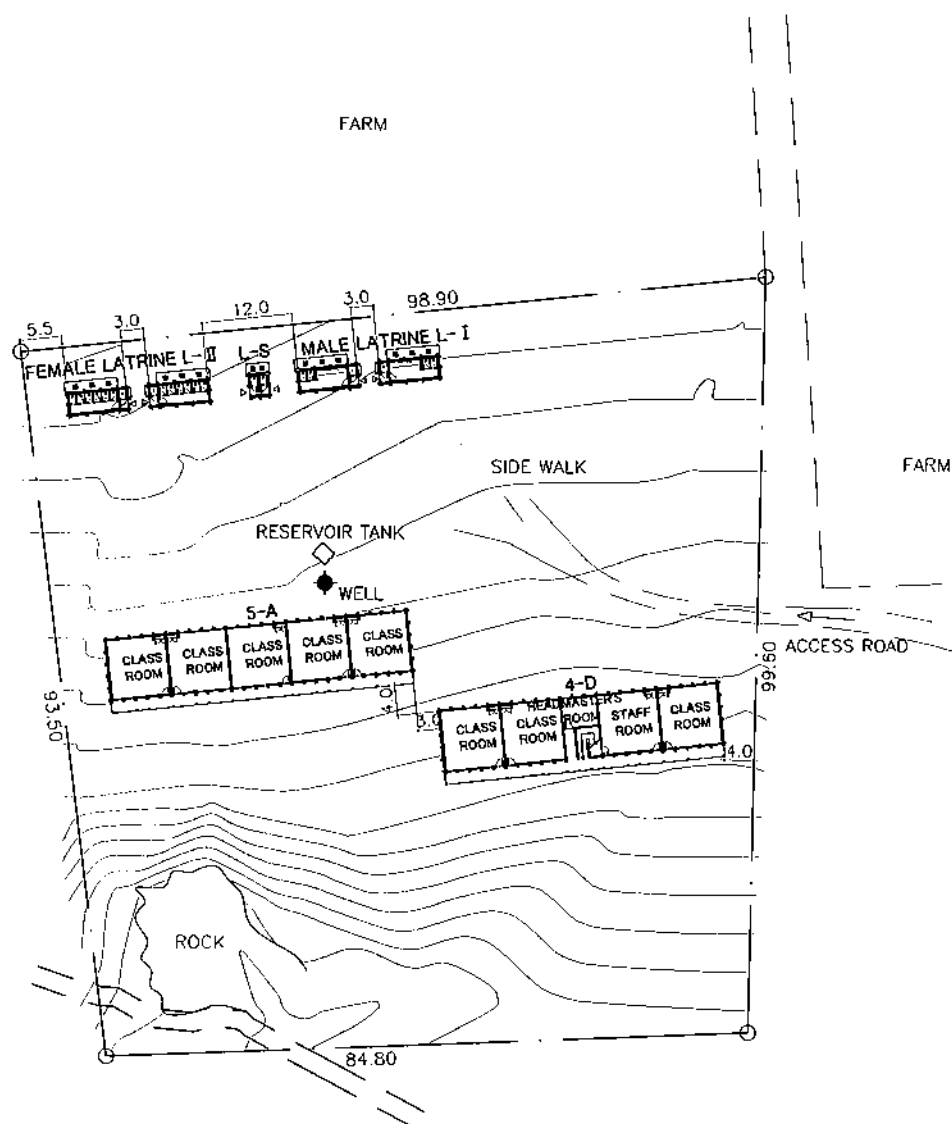 FARM
98.90
12.0
3.0
3.0
5.5
FEMALE LATRINE L-Ⅱ
L-S
MALE LATRINE L-Ⅰ
SIDE WALK
FARM
RESERVOIR TANK
WELL
5-A
CLASS ROOM
CLASS ROOM
CLASS ROOM
CLASS ROOM
CLASS ROOM
ACCESS ROAD
99.60
93.50
4.0
3.0
4-D
CLASS ROOM
CLASS ROOM
HEADMASTER'S ROOM
STAFF ROOM
CLASS ROOM
4.0
ROCK
84.80